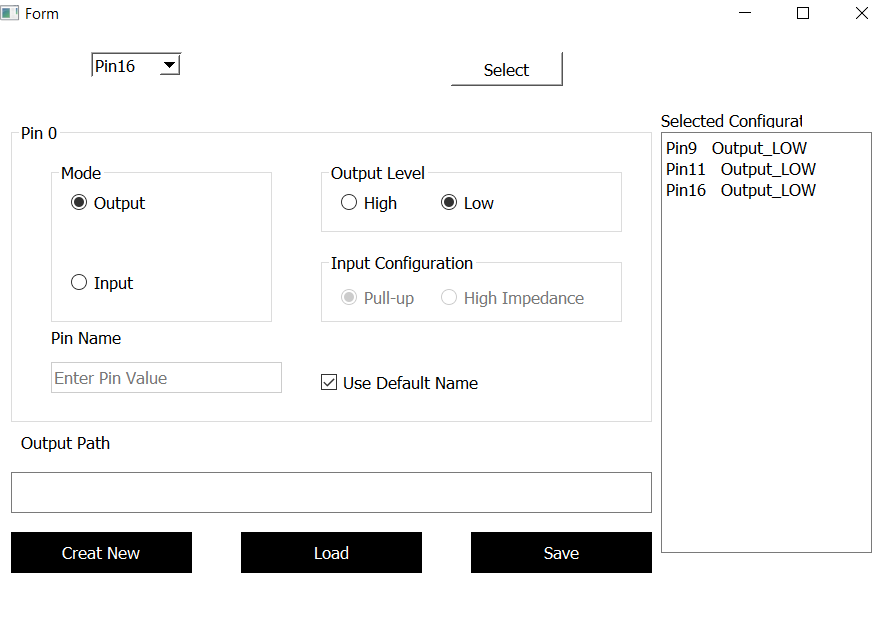 Form
Pin16
Select
Selected Configurat
Pin9 Output_LOW
Pin11 Output_LOW
Pin16 Output_LOW
Pin 0
Mode
Output
Input
Output Level
High
Low
Input Configuration
Pull-up
High Impedance
Pin Name
Enter Pin Value
Use Default Name
Output Path
Creat New
Load
Save